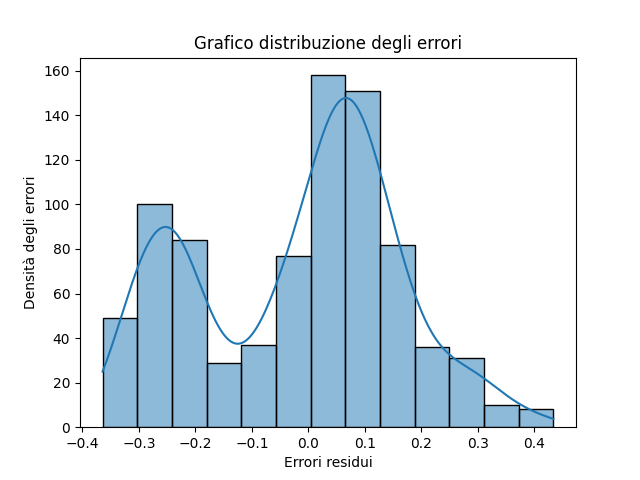 Grafico distribuzione degli errori
160
140
120
100
80
60
40
20
0
Densità degli errori
−0.4 −0.3 −0.2 −0.1 0.0 0.1 0.2 0.3 0.4
Errori residui